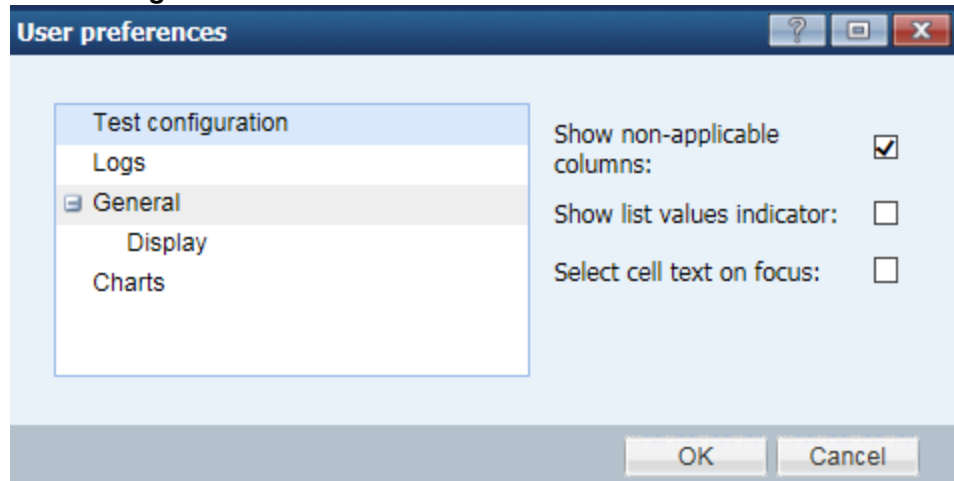 User preferences
?
Test configuration
Logs
General
Display
Charts
Show non-applicable
columns:
Show list values indicator:
Select cell text on focus:
OK
Cancel